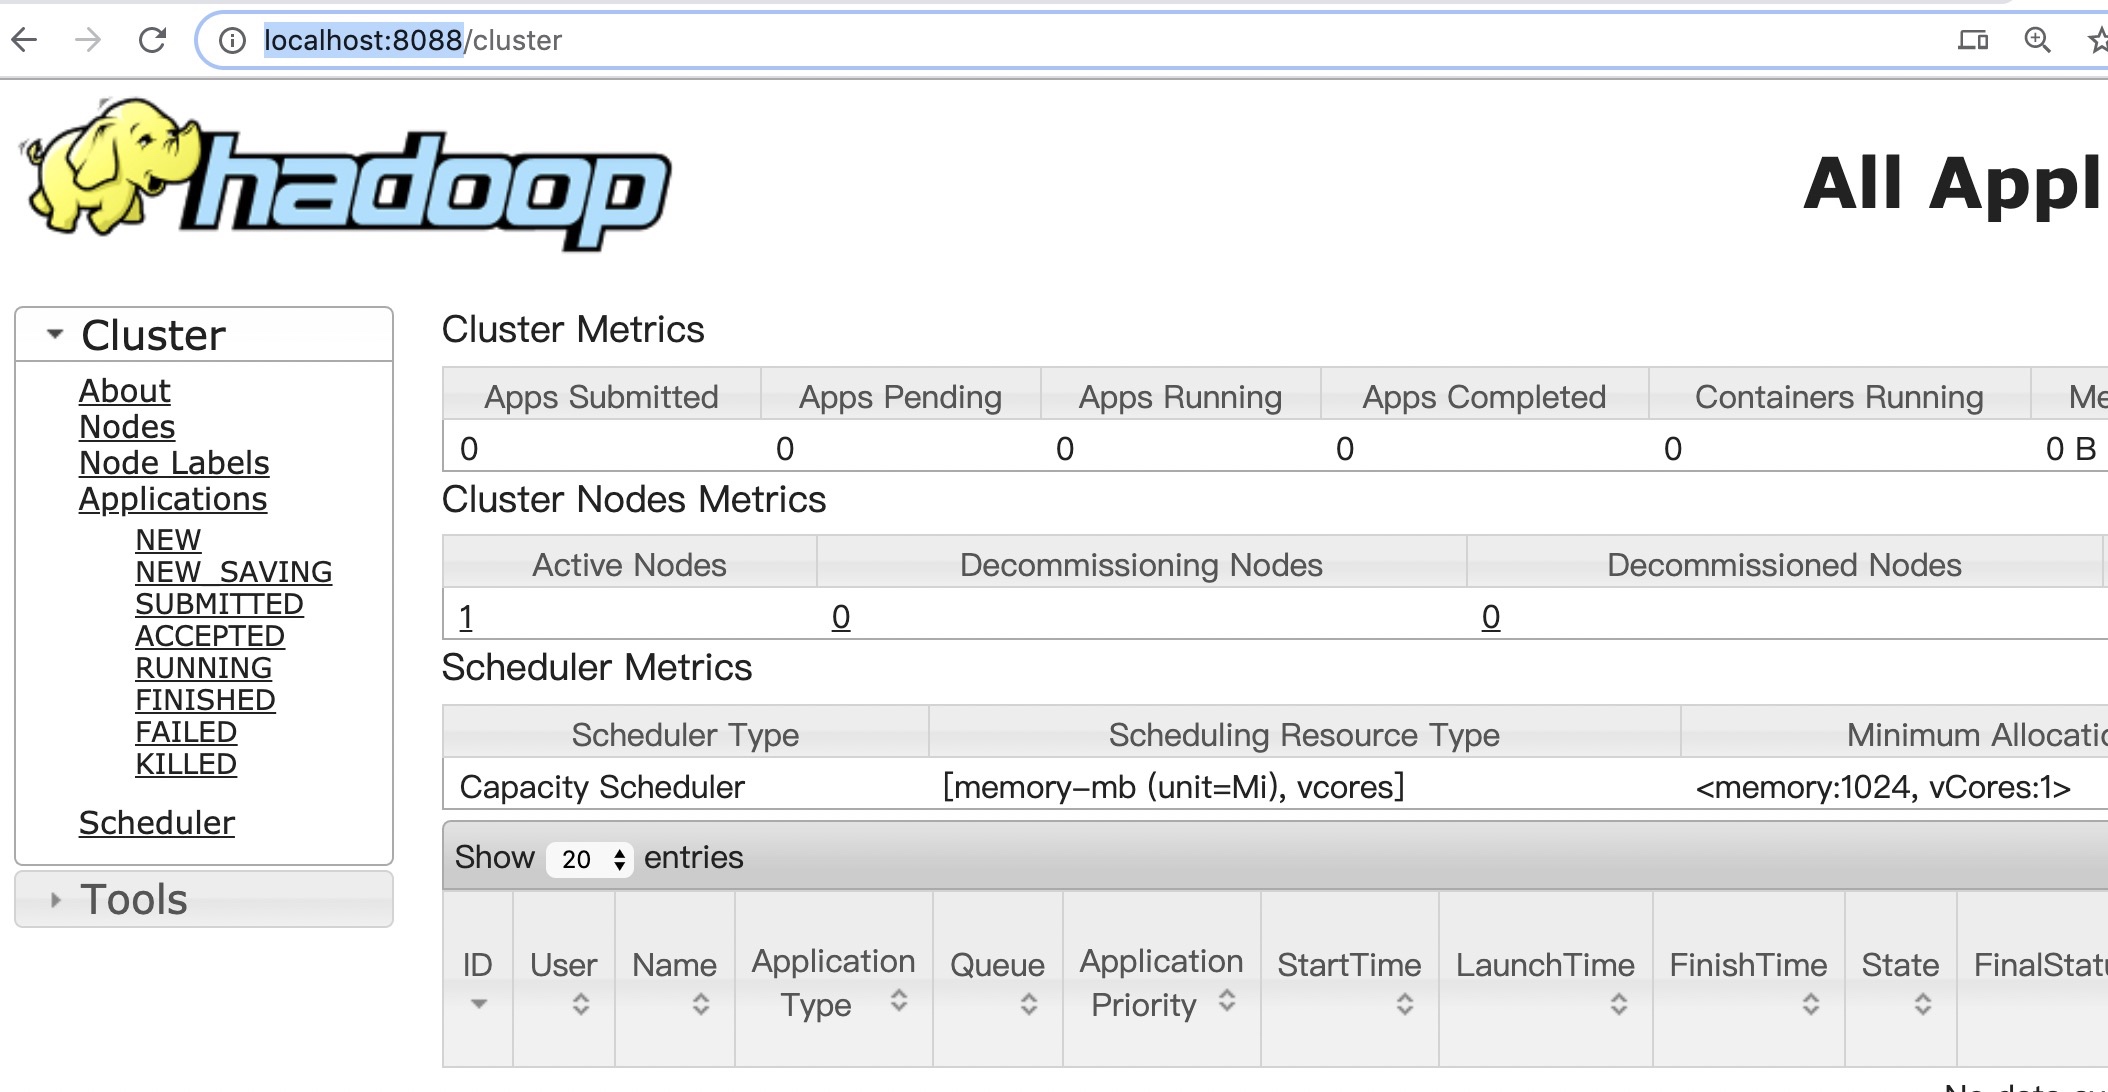 localhost:8088/cluster
hadoop
All Appl
Cluster
About
Nodes
Node Labels
Applications
NEW
NEW_SAVING
SUBMITTED
ACCEPTED
RUNNING
FINISHED
FAILED
KILLED
Scheduler
Tools
Cluster Metrics
Apps Submitted Apps Pending Apps Running Apps Completed Containers Running Me
0 0 0 0 0 0 B
Cluster Nodes Metrics
Active Nodes Decommissioning Nodes Decommissioned Nodes
1 0 0
Scheduler Metrics
Scheduler Type Scheduling Resource Type Minimum Allocatio
Capacity Scheduler [memory-mb (unit=Mi), vcores] <memory:1024, vCores:1>
Show 20 entries
ID User Name Application Type Queue Application Priority StartTime LaunchTime FinishTime State FinalStatu
No data